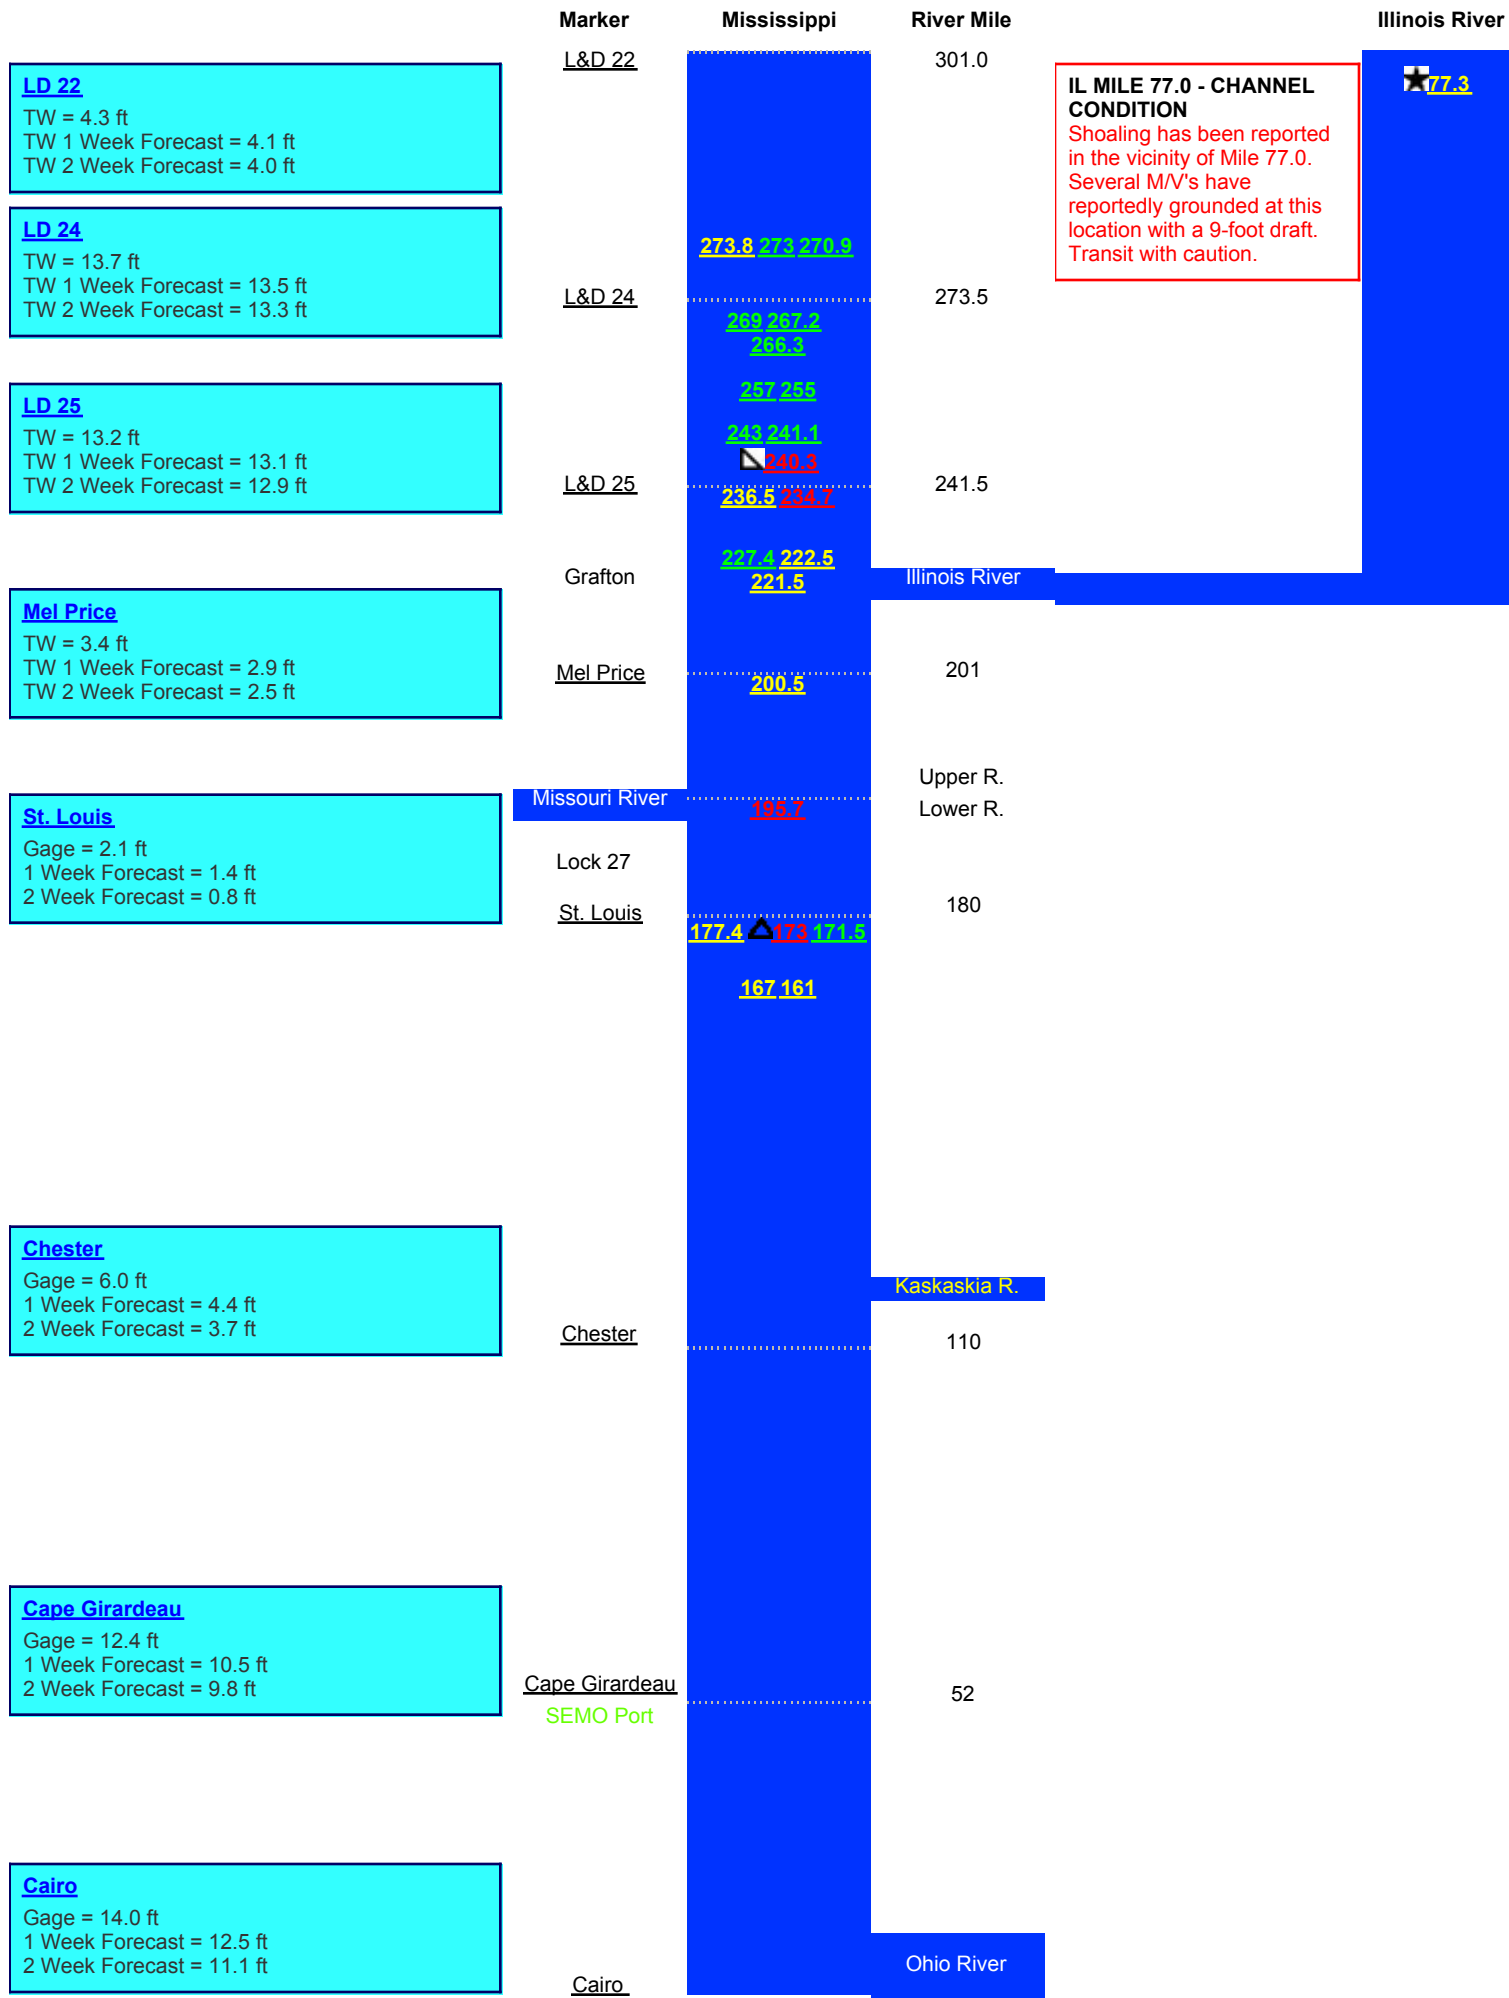 Marker Mississippi River Mile Illinois River
L&D 22 301.0
LD 22
TW = 4.3 ft
TW 1 Week Forecast = 4.1 ft
TW 2 Week Forecast = 4.0 ft
IL MILE 77.0 - CHANNEL
CONDITION
Shoaling has been reported
in the vicinity of Mile 77.0.
Several M/V's have
reportedly grounded at this
location with a 9-foot draft.
Transit with caution.
77.3
LD 24
TW = 13.7 ft
TW 1 Week Forecast = 13.5 ft
TW 2 Week Forecast = 13.3 ft
273.8 273 270.9
L&D 24 273.5
269 267.2
266.3
LD 25
TW = 13.2 ft
TW 1 Week Forecast = 13.1 ft
TW 2 Week Forecast = 12.9 ft
257 255
243 241.1
240.3
L&D 25 241.5
236.5 234.7
227.4 222.5
Grafton 221.5 Illinois River
Mel Price
TW = 3.4 ft
TW 1 Week Forecast = 2.9 ft
TW 2 Week Forecast = 2.5 ft
Mel Price 201
200.5
Upper R.
Missouri River 195.7 Lower R.
St. Louis
Gage = 2.1 ft
1 Week Forecast = 1.4 ft
2 Week Forecast = 0.8 ft
Lock 27
St. Louis 180
177.4 173 171.5
167 161
Chester
Gage = 6.0 ft
1 Week Forecast = 4.4 ft
2 Week Forecast = 3.7 ft
Kaskaskia R.
Chester 110
Cape Girardeau
Gage = 12.4 ft
1 Week Forecast = 10.5 ft
2 Week Forecast = 9.8 ft
Cape Girardeau 52
SEMO Port
Cairo
Gage = 14.0 ft
1 Week Forecast = 12.5 ft
2 Week Forecast = 11.1 ft
Ohio River
Cairo